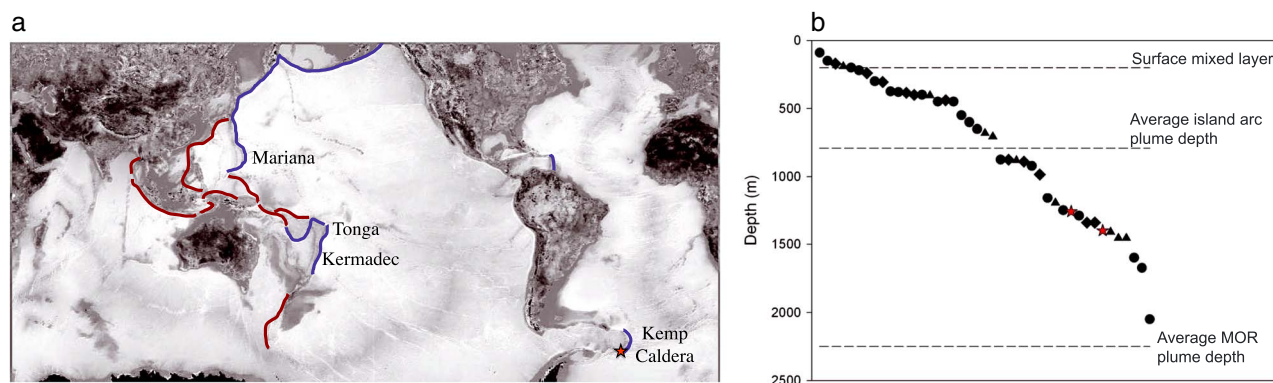 a
Mariana
Tonga
Kermadec
Kemp
Caldera
b
0
500
1000
1500
2000
2500
Depth (m)
Surface mixed layer
Average island arc
plume depth
Average MOR
plume depth